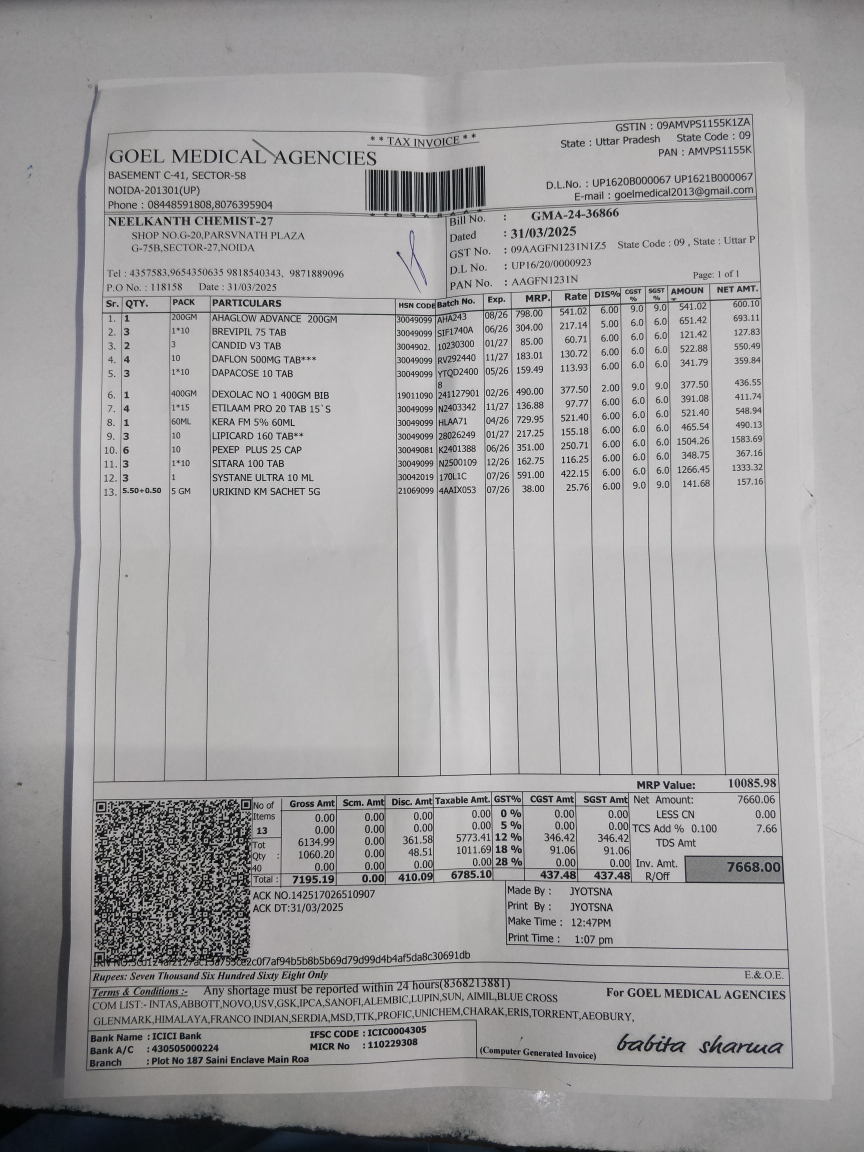 ** TAX INVOICE **
GSTIN : 09AMVPS1155K1ZA
State : Uttar Pradesh State Code : 09
PAN : AMVPS1155K
GOEL MEDICAL AGENCIES
BASEMENT C-41, SECTOR-58
NOIDA-201301(UP)
Phone : 08448591808,8076395904
D.L.No. : UP1620B000067 UP1621B000067
E-mail : goelmedical2013@gmail.com
NEELKANTH CHEMIST-27
SHOP NO.G-20,PARSVNATH PLAZA
G-75B,SECTOR-27,NOIDA
Tel : 4357583,9654350635 9818540343, 9871889096
P.O No. : 118158 Date : 31/03/2025
Bill No. : GMA-24-36866
Dated : 31/03/2025
GST No. : 09AAGFN1231N1Z5 State Code : 09 , State : Uttar P
D.L No. : UP16/20/0000923
PAN No. : AAGFN1231N Page: 1 of 1
Sr. QTY. PACK PARTICULARS HSN CODE Batch No. Exp. MRP. Rate DIS% CGST % SGST % AMOUN NET AMT.
1. 1 200GM AHAGLOW ADVANCE 200GM 30049099 AHA243 08/26 798.00 541.02 6.00 9.0 9.0 541.02 600.10
2. 3 1*10 BREVIPIL 75 TAB 30049099 SIF1740A 06/26 304.00 217.14 5.00 6.0 6.0 651.42 693.11
3. 2 3 CANDID V3 TAB 3004902. 10230300 01/27 85.00 60.71 6.00 6.0 6.0 121.42 127.83
4. 4 10 DAFLON 500MG TAB*** 30049099 RV292440 11/27 183.01 130.72 6.00 6.0 6.0 522.88 550.49
5. 3 1*10 DAPACOSE 10 TAB 30049099 YTQD2400 05/26 159.49 113.93 6.00 6.0 6.0 341.79 359.84
8
6. 1 400GM DEXOLAC NO 1 400GM BIB 19011090 241127901 02/26 490.00 377.50 2.00 9.0 9.0 377.50 436.55
7. 4 1*15 ETILAAM PRO 20 TAB 15`S 30049099 N2403342 11/27 136.88 97.77 6.00 6.0 6.0 391.08 411.74
8. 1 60ML KERA FM 5% 60ML 30049099 HLAA71 04/26 729.95 521.40 6.00 6.0 6.0 521.40 548.94
9. 3 10 LIPICARD 160 TAB** 30049099 28026249 01/27 217.25 155.18 6.00 6.0 6.0 465.54 490.13
10. 6 10 PEXEP PLUS 25 CAP 30049081 K2401388 06/26 351.00 250.71 6.00 6.0 6.0 1504.26 1583.69
11. 3 1*10 SITARA 100 TAB 30049099 N2500109 12/26 162.75 116.25 6.00 6.0 6.0 348.75 367.16
12. 3 1 SYSTANE ULTRA 10 ML 30042019 170L1C 07/26 591.00 422.15 6.00 6.0 6.0 1266.45 1333.32
13. 5.50+0.50 5 GM URIKIND KM SACHET 5G 21069099 4AAIX053 07/26 38.00 25.76 6.00 9.0 9.0 141.68 157.16
MRP Value: 10085.98
No of Items 13
Tot Qty : 40
Gross Amt Scm. Amt Disc. Amt Taxable Amt. GST% CGST Amt SGST Amt
0.00 0.00 0.00 0.00 0 % 0.00 0.00
0.00 0.00 0.00 0.00 5 % 0.00 0.00
6134.99 0.00 361.58 5773.41 12 % 346.42 346.42
1060.20 0.00 48.51 1011.69 18 % 91.06 91.06
0.00 0.00 0.00 0.00 28 % 0.00 0.00
Total : 7195.19 0.00 410.09 6785.10 437.48 437.48
Net Amount: 7660.06
LESS CN 0.00
TCS Add % 0.100 7.66
TDS Amt
Inv. Amt. 7668.00
R/Off
ACK NO.142517026510907
ACK DT:31/03/2025
Made By : JYOTSNA
Print By : JYOTSNA
Make Time : 12:47PM
Print Time : 1:07 pm
Rupees: Seven Thousand Six Hundred Sixty Eight Only
E.& O.E.
Terms & Conditions :- Any shortage must be reported within 24 hours(8368213881)
COM LIST:- INTAS,ABBOTT,NOVO,USV,GSK,IPCA,SANOFI,ALEMBIC,LUPIN,SUN, AIMIL,BLUE CROSS
GLENMARK,HIMALAYA,FRANCO INDIAN,SERDIA,MSD,TTK,PROFIC,UNICHEM,CHARAK,ERIS,TORRENT,AEOBURY,
For GOEL MEDICAL AGENCIES
Bank Name : ICICI Bank IFSC CODE : ICIC0004305
Bank A/C : 430505000224 MICR No : 110229308
Branch : Plot No 187 Saini Enclave Main Roa
(Computer Generated Invoice)
babita sharma